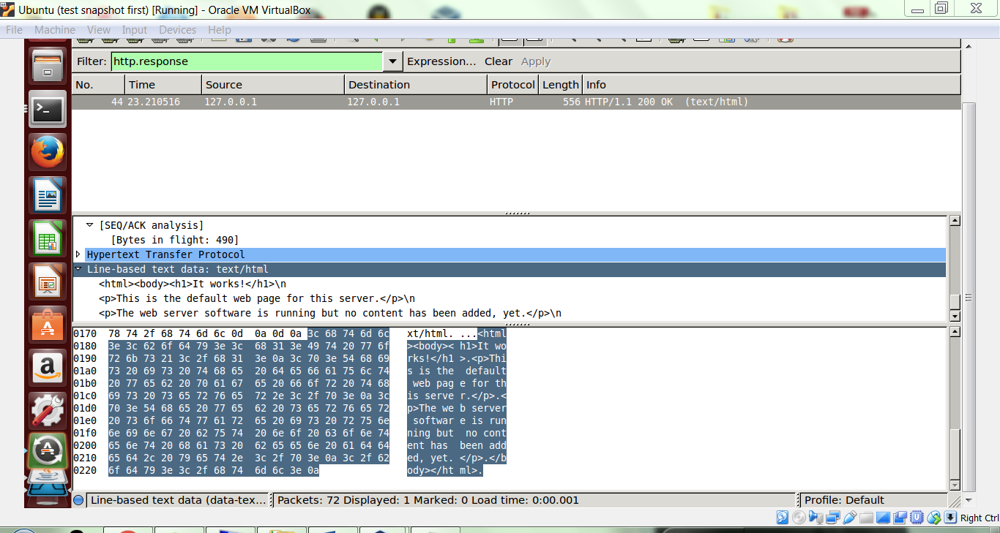 Ubuntu (test snapshot first) [Running] - Oracle VM VirtualBox
File Machine View Input Devices Help
Filter: http.response Expression... Clear Apply
No. Time Source Destination Protocol Length Info
44 23.210516 127.0.0.1 127.0.0.1 HTTP 556 HTTP/1.1 200 OK (text/html)
[SEQ/ACK analysis]
[Bytes in flight: 490]
Hypertext Transfer Protocol
Line-based text data: text/html
<html><body><h1>It works!</h1>\n
<p>This is the default web page for this server.</p>\n
<p>The web server software is running but no content has been added, yet.</p>\n
0170 78 74 2f 68 74 6d 6c 0d 0a 0d 0a 3c 68 74 6d 6c xt/html. ...<html
0180 3e 3c 62 6f 64 79 3e 3c 68 31 3e 49 74 20 77 6f ><body>< h1>It wo
0190 72 6b 73 21 3c 2f 68 31 3e 0a 3c 70 3e 54 68 69 rks!</h1 >.<p>Thi
01a0 73 20 69 73 20 74 68 65 20 64 65 66 61 75 6c 74 s is the default
01b0 20 77 65 62 20 70 61 67 65 20 66 6f 72 20 74 68 web pag e for th
01c0 69 73 20 73 65 72 76 65 72 2e 3c 2f 70 3e 0a 3c is serve r.</p>.<
01d0 70 3e 54 68 65 20 77 65 62 20 73 65 72 76 65 72 p>The we b server
01e0 20 73 6f 66 74 77 61 72 65 20 69 73 20 72 75 6e softwar e is run
01f0 6e 69 6e 67 20 62 75 74 20 6e 6f 20 63 6f 6e 74 ning but no cont
0200 65 6e 74 20 68 61 73 20 62 65 65 6e 20 61 64 64 ent has been add
0210 65 64 2c 20 79 65 74 2e 3c 2f 70 3e 0a 3c 2f 62 ed, yet. </p>.</b
0220 6f 64 79 3e 3c 2f 68 74 6d 6c 3e 0a ody></ht ml>.
Line-based text data (data-tex... Packets: 72 Displayed: 1 Marked: 0 Load time: 0:00.001 Profile: Default
Right Ctrl